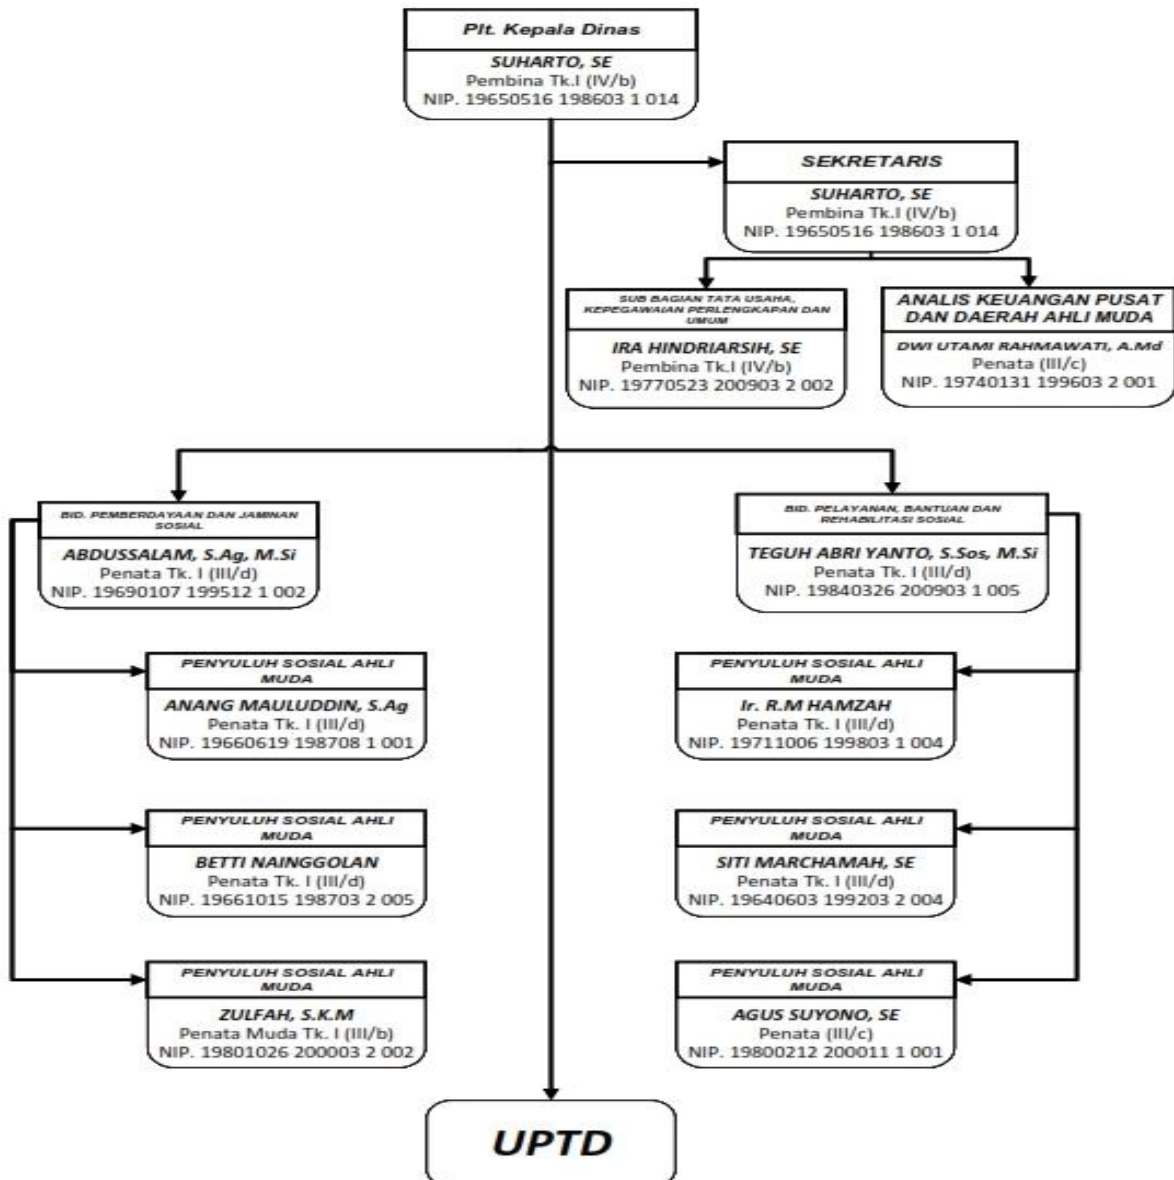 Plt. Kepala Dinas
SUHARTO, SE
Pembina Tk.I (IV/b)
NIP. 19650516 198603 1 014
SEKRETARIS
SUHARTO, SE
Pembina Tk.I (IV/b)
NIP. 19650516 198603 1 014
SUB BAGIAN TATA USAHA,
KEPEGAWAIAN PERLENGKAPAN DAN
UMUM
IRA HINDRIARSIH, SE
Pembina Tk.I (IV/b)
NIP. 19770523 200903 2 002
ANALIS KEUANGAN PUSAT
DAN DAERAH AHLI MUDA
DWI UTAMI RAHMAWATI, A.Md
Penata (III/c)
NIP. 19740131 199603 2 001
BID. PEMBERDAYAAN DAN JAMINAN
SOSIAL
ABDUSSALAM, S.Ag, M.Si
Penata Tk. I (III/d)
NIP. 19690107 199512 1 002
BID. PELAYANAN, BANTUAN DAN
REHABILITASI SOSIAL
TEGUH ABRI YANTO, S.Sos, M.Si
Penata Tk. I (III/d)
NIP. 19840326 200903 1 005
PENYULUH SOSIAL AHLI
MUDA
ANANG MAULUDDIN, S.Ag
Penata Tk. I (III/d)
NIP. 19660619 198708 1 001
PENYULUH SOSIAL AHLI
MUDA
Ir. R.M HAMZAH
Penata Tk. I (III/d)
NIP. 19711006 199803 1 004
PENYULUH SOSIAL AHLI
MUDA
BETTI NAINGGOLAN
Penata Tk. I (III/d)
NIP. 19661015 198703 2 005
PENYULUH SOSIAL AHLI
MUDA
SITI MARCHAMAH, SE
Penata Tk. I (III/d)
NIP. 19640603 199203 2 004
PENYULUH SOSIAL AHLI
MUDA
ZULFAH, S.K.M
Penata Muda Tk. I (III/b)
NIP. 19801026 200003 2 002
PENYULUH SOSIAL AHLI
MUDA
AGUS SUYONO, SE
Penata (III/c)
NIP. 19800212 200011 1 001
UPTD